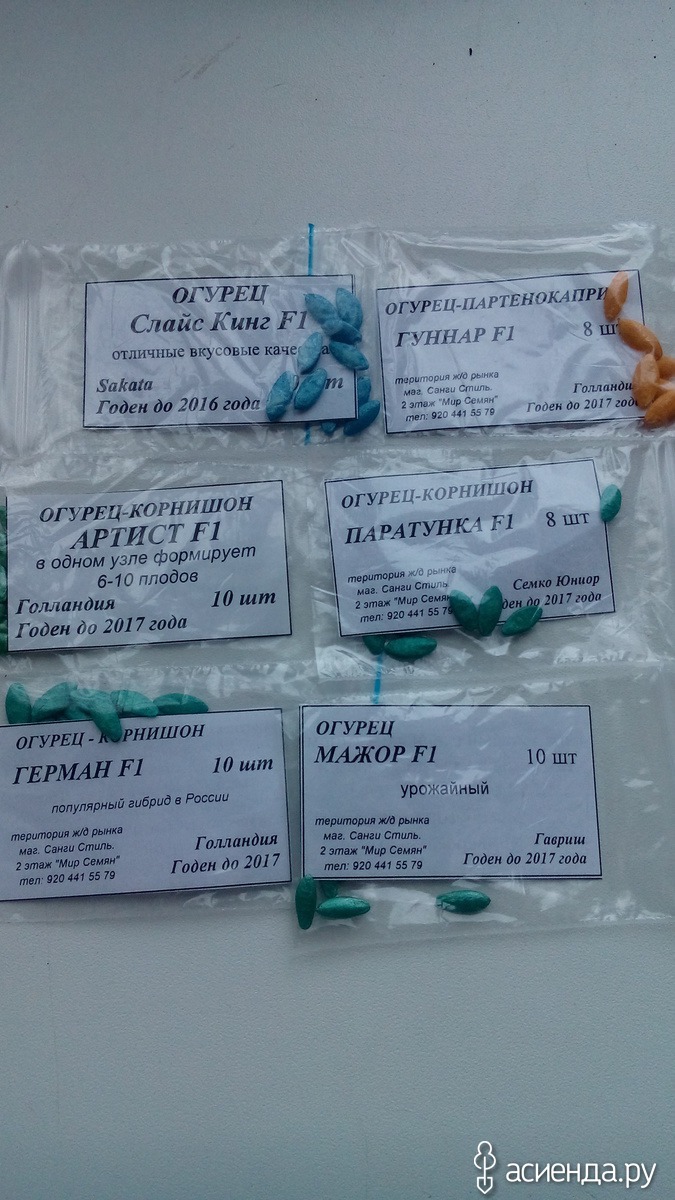 ОГУРЕЦ
Слайс Кинг F1
отличные вкусовые
Sakata
Годен до 2016 года
ОГУРЕЦ-ПАРТЕНОКАПРИ
ГУННАР F1 8 шт
територия ж/д рынка
маг. Санги Стиль.
2 этаж "Мир Семян"
тел: 920 441 55 79
Голландия
Годен до 2017 года
ОГУРЕЦ-КОРНИШОН
АРТИСТ F1
в одном узле формирует
6-10 плодов
Голландия 10 шт
Годен до 2017 года
ОГУРЕЦ-КОРНИШОН
ПАРАТУНКА F1 8 шт
територия ж/д рынка
маг. Санги Стиль.
2 этаж "Мир Семян"
тел: 920 441 55 79
Семко Юниор
Годен до 2017 года
ОГУРЕЦ - КОРНИШОН
ГЕРМАН F1 10 шт
популярный гибрид в России
територия ж/д рынка
маг. Санги Стиль.
2 этаж "Мир Семян"
тел: 920 441 55 79
Голландия
Годен до 2017
ОГУРЕЦ
МАЖОР F1 10 шт
урожайный
територия ж/д рынка
маг. Санги Стиль.
2 этаж "Мир Семян"
тел: 920 441 55 79
Гавриш
Годен до 2017 года
асиенда.ру